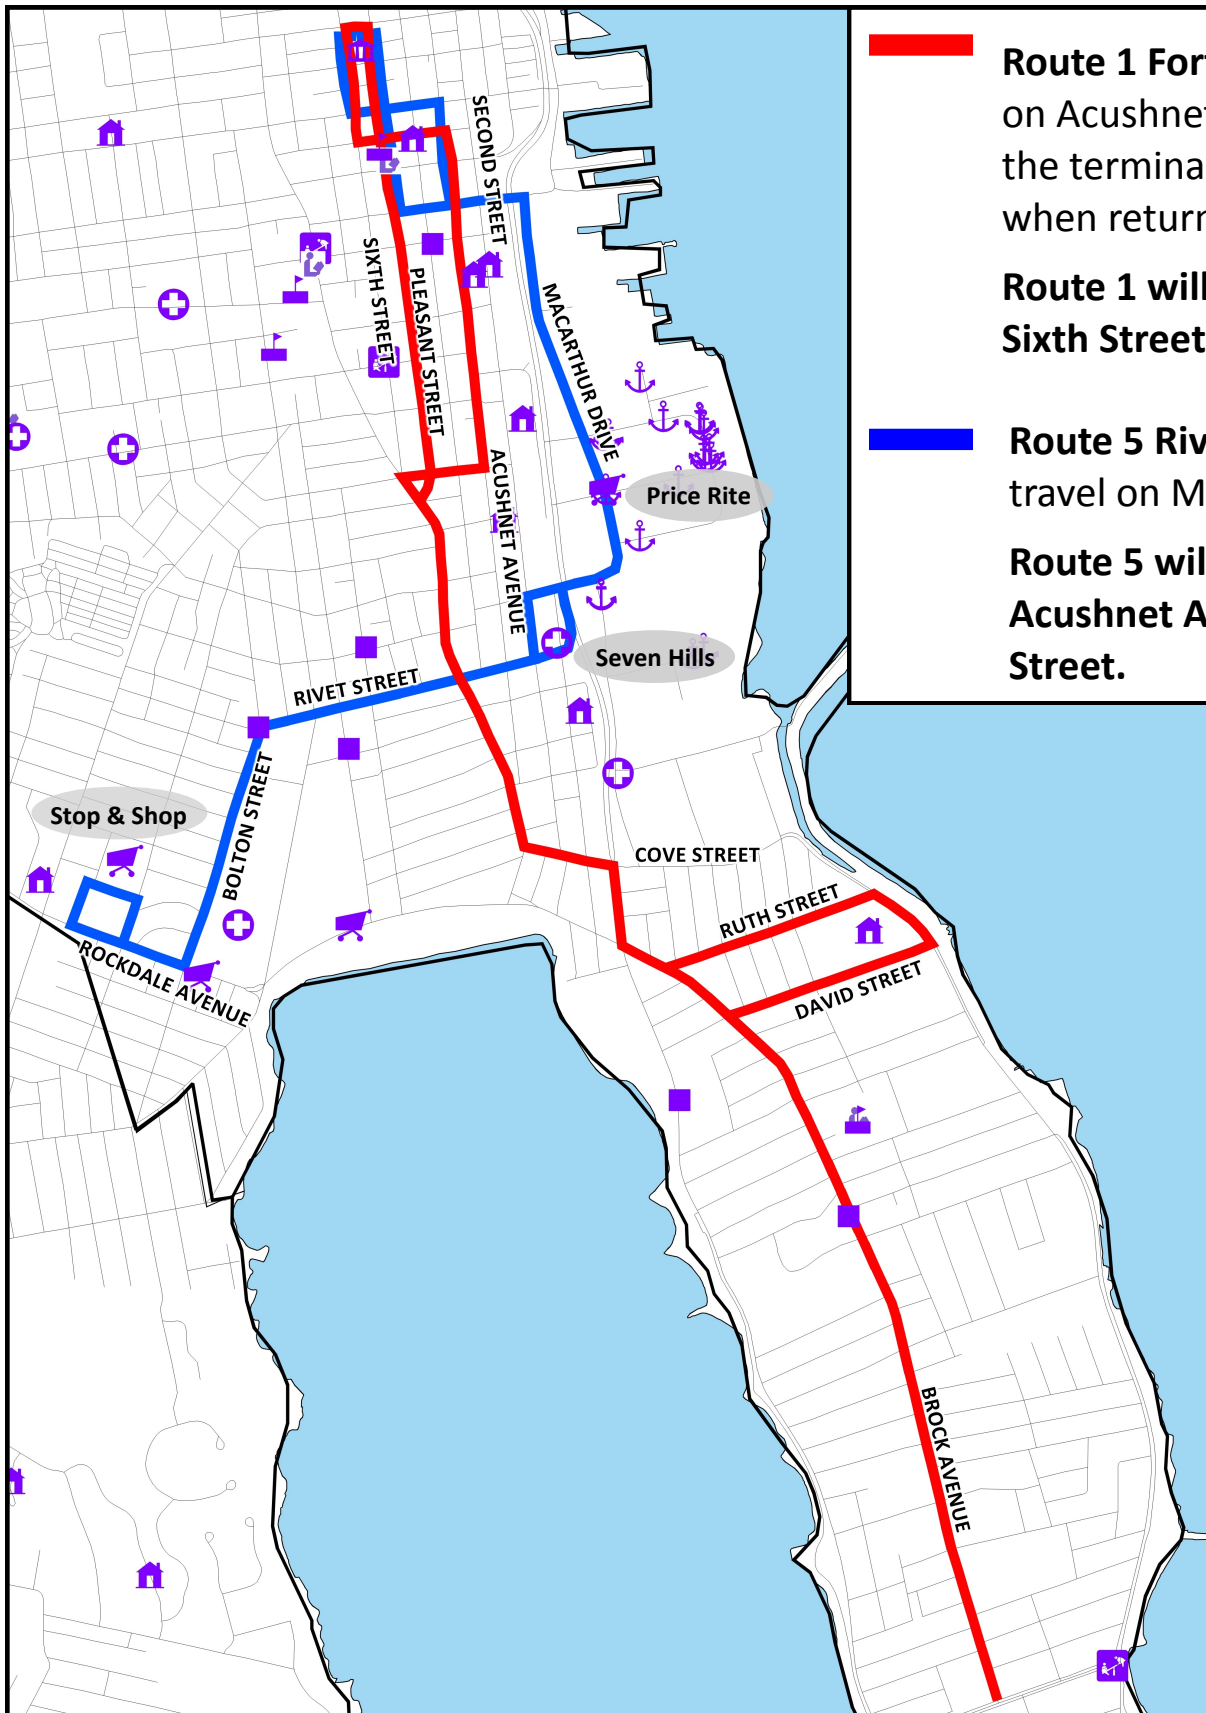 Route 1 For
on Acushnet
the termina
when return
Route 1 will
Sixth Street
Route 5 Riv
travel on M
Route 5 wil
Acushnet A
Street.
SECOND STREET
SIXTH STREET
PLEASANT STREET
MACARTHUR DRIVE
ACUSHNET AVENUE
Price Rite
Seven Hills
RIVET STREET
BOLTON STREET
Stop & Shop
ROCKDALE AVENUE
COVE STREET
RUTH STREET
DAVID STREET
BROCK AVENUE